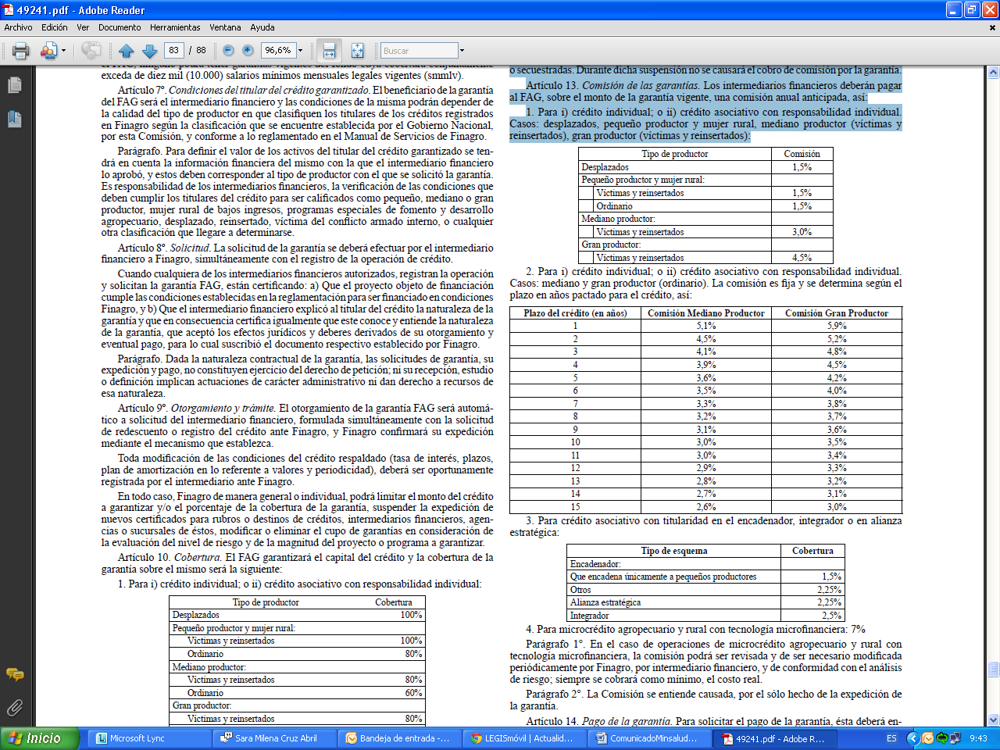 49241.pdf - Adobe Reader
Archivo Edición Ver Documento Herramientas Ventana Ayuda
83 / 88 96,6% Buscar
exceda de diez mil (10.000) salarios mínimos mensuales legales vigentes (smmlv).
Artículo 7º. Condiciones del titular del crédito garantizado. El beneficiario de la garantía
del FAG será el intermediario financiero y las condiciones de la misma podrán depender de
la calidad del tipo de productor en que clasifiquen los titulares de los créditos registrados
en Finagro según la clasificación que se encuentre establecida por el Gobierno Nacional,
por esta Comisión, y conforme a lo reglamentado en el Manual de Servicios de Finagro.
Parágrafo. Para definir el valor de los activos del titular del crédito garantizado se ten-
drá en cuenta la información financiera del mismo con la que el intermediario financiero
lo aprobó, y estos deben corresponder al tipo de productor con el que se solicitó la garantía.
Es responsabilidad de los intermediarios financieros, la verificación de las condiciones que
deben cumplir los titulares del crédito para ser calificados como pequeño, mediano o gran
productor, mujer rural de bajos ingresos, programas especiales de fomento y desarrollo
agropecuario, desplazado, reinsertado, víctima del conflicto armado interno, o cualquier
otra clasificación que llegare a determinarse.
Artículo 8º. Solicitud. La solicitud de la garantía se deberá efectuar por el intermediario
financiero a Finagro, simultáneamente con el registro de la operación de crédito.
Cuando cualquiera de los intermediarios financieros autorizados, registran la operación
y solicitan la garantía FAG, están certificando: a) Que el proyecto objeto de financiación
cumple las condiciones establecidas en la reglamentación para ser financiado en condiciones
Finagro, y b) Que el intermediario financiero explicó al titular del crédito la naturaleza de la
garantía y que en consecuencia certifica igualmente que este conoce y entiende la naturaleza
de la garantía, que aceptó los efectos jurídicos y deberes derivados de su otorgamiento y
eventual pago, para lo cual suscribió el documento respectivo establecido por Finagro.
Parágrafo. Dada la naturaleza contractual de la garantía, las solicitudes de garantía, su
expedición y pago, no constituyen ejercicio del derecho de petición; ni su recepción, estudio
o definición implican actuaciones de carácter administrativo ni dan derecho a recursos de
esa naturaleza.
Artículo 9º. Otorgamiento y trámite. El otorgamiento de la garantía FAG será automá-
tico a solicitud del intermediario financiero, formulada simultáneamente con la solicitud
de redescuento o registro del crédito ante Finagro, y Finagro confirmará su expedición
mediante el mecanismo que establezca.
Toda modificación de las condiciones del crédito respaldado (tasa de interés, plazos,
plan de amortización en lo referente a valores y periodicidad), deberá ser oportunamente
registrada por el intermediario ante Finagro.
En todo caso, Finagro de manera general o individual, podrá limitar el monto del crédito
a garantizar y/o el porcentaje de la cobertura de la garantía, suspender la expedición de
nuevos certificados para rubros o destinos de créditos, intermediarios financieros, agen-
cias o sucursales de éstos, modificar o eliminar el cupo de garantías en consideración de
la evaluación del nivel de riesgo y de la magnitud del proyecto o programa a garantizar.
Artículo 10. Cobertura. El FAG garantizará el capital del crédito y la cobertura de la
garantía sobre el mismo será la siguiente:
1. Para i) crédito individual; o ii) crédito asociativo con responsabilidad individual:
Tipo de productor Cobertura
Desplazados 100%
Pequeño productor y mujer rural:
Víctimas y reinsertados 100%
Ordinario 80%
Mediano productor:
Víctimas y reinsertados 80%
Ordinario 60%
Gran productor:
Víctimas y reinsertados 80%
o secuestradas. Durante dicha suspensión no se causará el cobro de comisión por la garantía.
Artículo 13. Comisión de las garantías. Los intermediarios financieros deberán pagar
al FAG, sobre el monto de la garantía vigente, una comisión anual anticipada, así:
1. Para i) crédito individual; o ii) crédito asociativo con responsabilidad individual.
Casos: desplazados, pequeño productor y mujer rural, mediano productor (víctimas y
reinsertados), gran productor (víctimas y reinsertados):
Tipo de productor Comisión
Desplazados 1,5%
Pequeño productor y mujer rural:
Víctimas y reinsertados 1,5%
Ordinario 1,5%
Mediano productor:
Víctimas y reinsertados 3,0%
Gran productor:
Víctimas y reinsertados 4,5%
2. Para i) crédito individual; o ii) crédito asociativo con responsabilidad individual.
Casos: mediano y gran productor (ordinario). La comisión es fija y se determina según el
plazo en años pactado para el crédito, así:
Plazo del crédito (en años) Comisión Mediano Productor Comisión Gran Productor
1 5,1% 5,9%
2 4,5% 5,2%
3 4,1% 4,8%
4 3,9% 4,5%
5 3,6% 4,2%
6 3,5% 4,0%
7 3,3% 3,8%
8 3,2% 3,7%
9 3,1% 3,6%
10 3,0% 3,5%
11 3,0% 3,4%
12 2,9% 3,3%
13 2,8% 3,2%
14 2,7% 3,1%
15 2,6% 3,0%
3. Para crédito asociativo con titularidad en el encadenador, integrador o en alianza
estratégica:
Tipo de esquema Cobertura
Encadenador:
Que encadena únicamente a pequeños productores 1,5%
Otros 2,25%
Alianza estratégica 2,25%
Integrador 2,5%
4. Para microcrédito agropecuario y rural con tecnología microfinanciera: 7%
Parágrafo 1°. En el caso de operaciones de microcrédito agropecuario y rural con
tecnología microfinanciera, la comisión podrá ser revisada y de ser necesario modificada
periódicamente por Finagro, por intermediario financiero, y de conformidad con el análisis
de riesgo; siempre se cobrará como mínimo, el costo real.
Parágrafo 2°. La Comisión se entiende causada, por el sólo hecho de la expedición de
la garantía.
Artículo 14. Pago de la garantía. Para solicitar el pago de la garantía, ésta deberá en-
Inicio Microsoft Lync Sara Milena Cruz Abril Bandeja de entrada -... LEGISmóvil | Actualid... ComunicadoMinsalud... 49241.pdf - Adobe R... ES 9:43